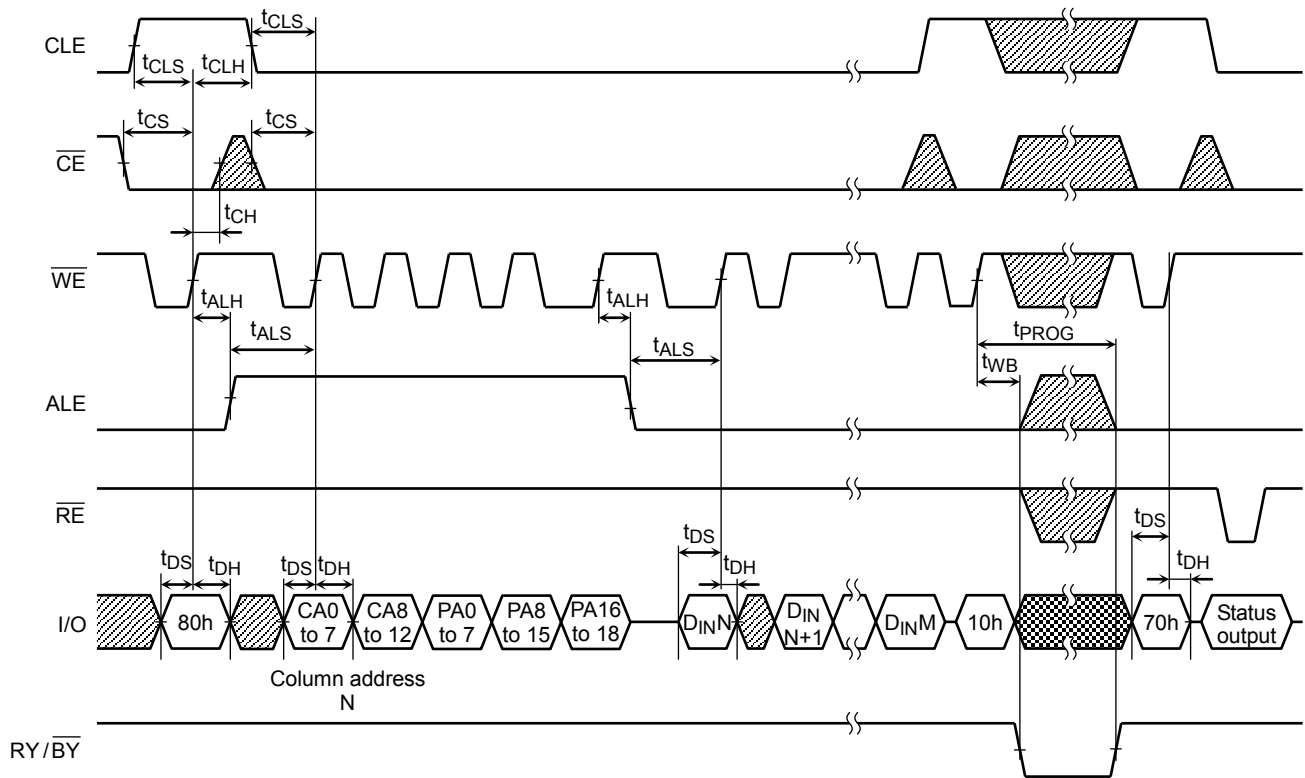 CLE
tCLS
tCLS
tCLH
CE
tCS
tCS
tCH
WE
tALH
tALS
tALH
tALS
tPROG
tWB
ALE
RE
tDS
tDH
tDS
tDH
tDS
tDH
tDS
tDH
I/O
80h
CA0
to 7
CA8
to 12
PA0
to 7
PA8
to 15
PA16
to 18
DINN
DIN
N+1
DINM
10h
70h
Status
output
Column address
N
RY/BY